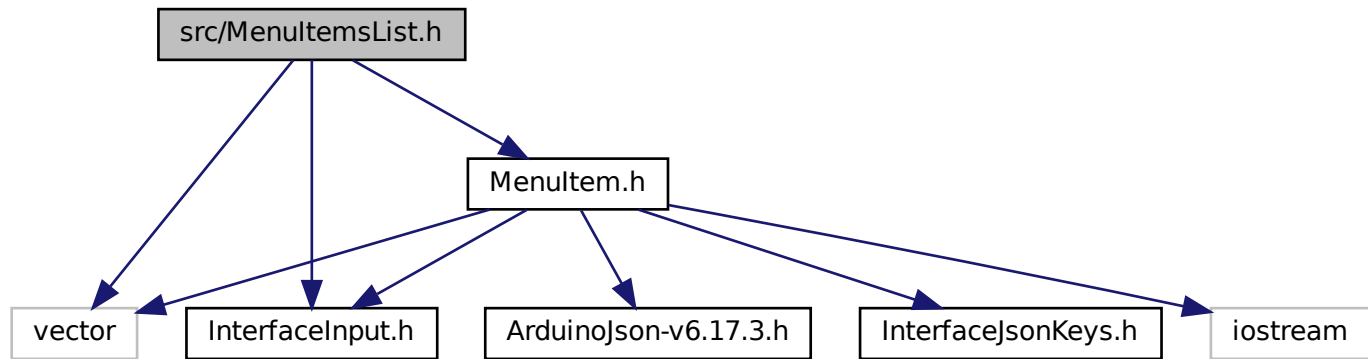 src/MenuItemsList.h
MenuItem.h
vector
InterfaceInput.h
ArduinoJson-v6.17.3.h
InterfaceJsonKeys.h
iostream